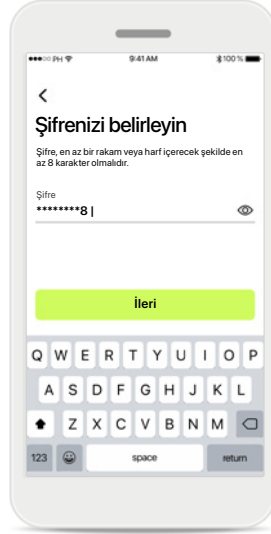 PH 9:41 AM 100 %
Şifrenizi belirleyin
Şifre, en az bir rakam veya harf içerecek şekilde en
az 8 karakter olmalıdır.
Şifre
********8 |
İleri
Q W E R T Y U I O P
A S D F G H J K L
Z X C V B N M
123 space return